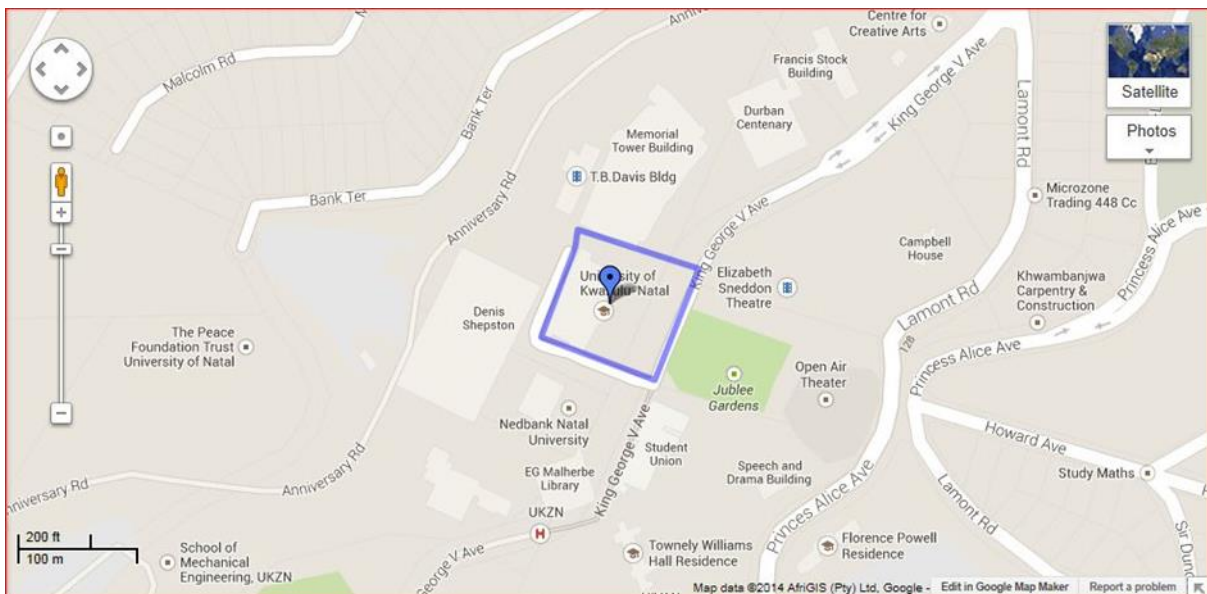 Centre for
Creative Arts
Anniversary
Malcolm Rd
King George V Ave
Francis Stock
Building
Satellite
Bank Ter
Durban
Centenary
Lamont Rd
Photos
Memorial
Tower Building
T.B.Davis Bldg
Bank Ter
Anniversary Rd
Microzone
Trading 448 Cc
King George V Ave
Princess Alice Ave
Campbell
House
University of
KwaZulu-Natal
Elizabeth
Sneddon
Theatre
Khwambanjwa
Carpentry &
Construction
Denis
Shepston
Lamont Rd
128
The Peace
Foundation Trust
University of Natal
Princess Alice Ave
Open Air
Theater
Jublee
Gardens
Nedbank Natal
University
King George V Ave
Student
Union
Howard Ave
EG Malherbe
Library
Speech and
Drama Building
Study Maths
Anniversary Rd
Anniversary Rd
Princes Alice Ave
Lamont Rd
UKZN
200 ft
100 m
School of
Mechanical
Engineering, UKZN
George V Ave
Townely Williams
Hall Residence
Florence Powell
Residence
Sir Dunc
Map data ©2014 AfriGIS (Pty) Ltd, Google -
Edit in Google Map Maker
Report a problem